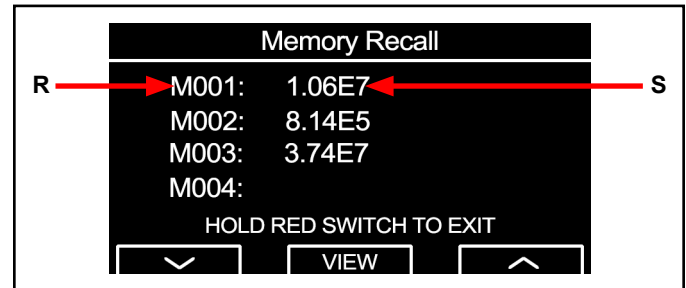 Memory Recall
R M001: 1.06E7 S
M002: 8.14E5
M003: 3.74E7
M004:
HOLD RED SWITCH TO EXIT
VIEW